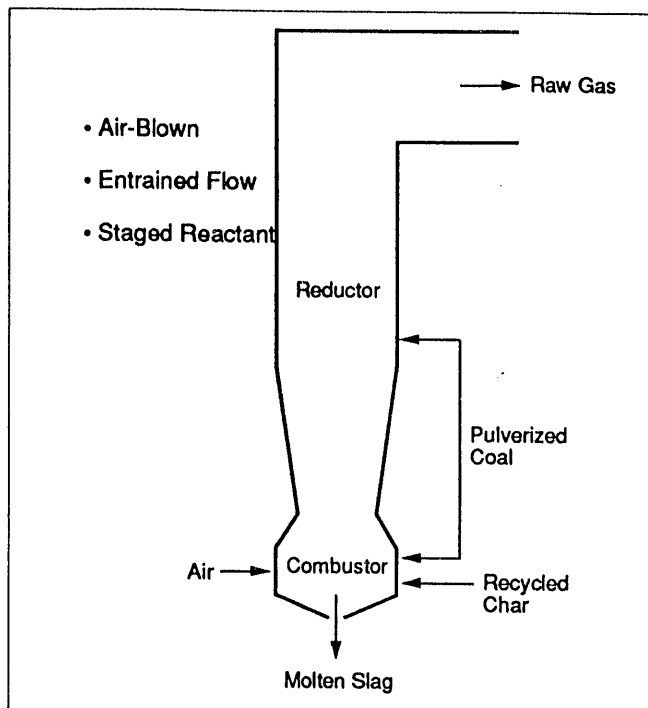 Raw Gas
• Air-Blown
• Entrained Flow
• Staged Reactant
Reductor
Pulverized
Coal
Air
Combustor
Recycled
Char
Molten Slag